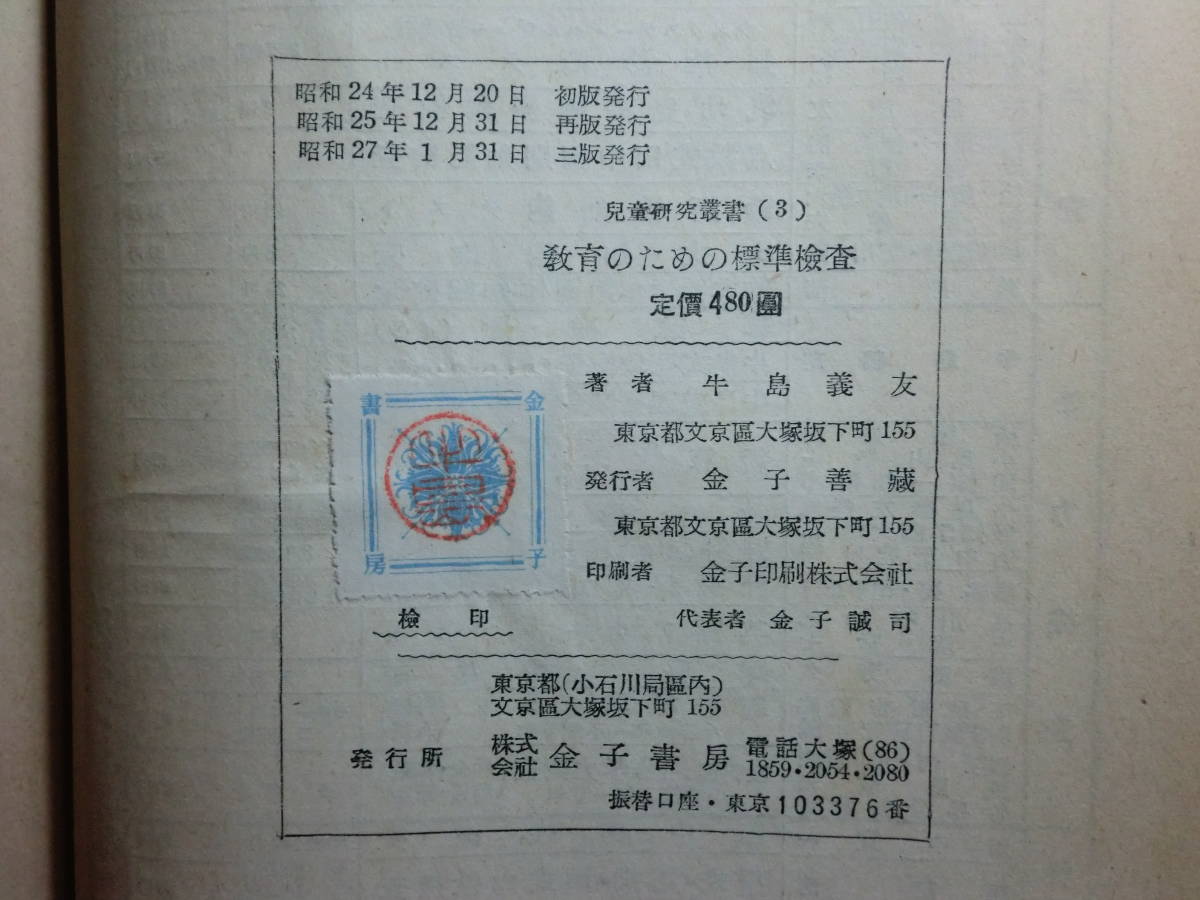 昭和24年12月20日 初版発行
昭和25年12月31日 再版発行
昭和27年1月31日 三版発行
兒童研究叢書(3)
教育のための標準檢査
定價480圓
著者 牛島義友
東京都文京區大塚坂下町155
発行者 金子善藏
東京都文京區大塚坂下町155
印刷者 金子印刷株式会社
代表者 金子誠司
金子
書房
檢印
東京都(小石川局區内)
文京區大塚坂下町155
発行所 株式会社 金子書房 電話大塚(86)
1859・2054・2080
振替口座・東京103376番